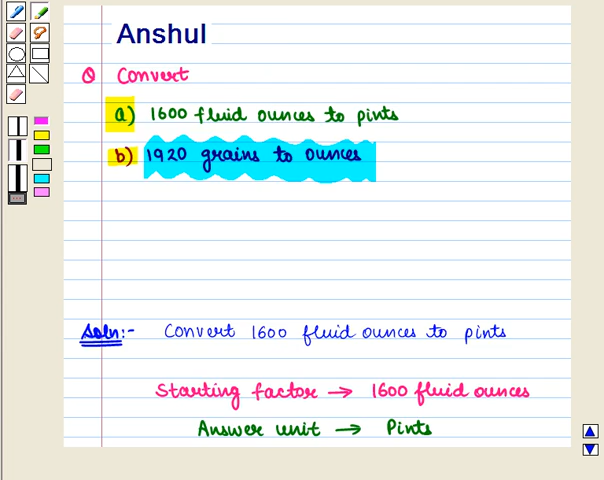 Anshul
Q Convert
a) 1600 fluid ounces to pints
b) 1920 grains to ounces
Soln:- Convert 1600 fluid ounces to pints
Starting factor → 1600 fluid ounces
Answer unit → Pints